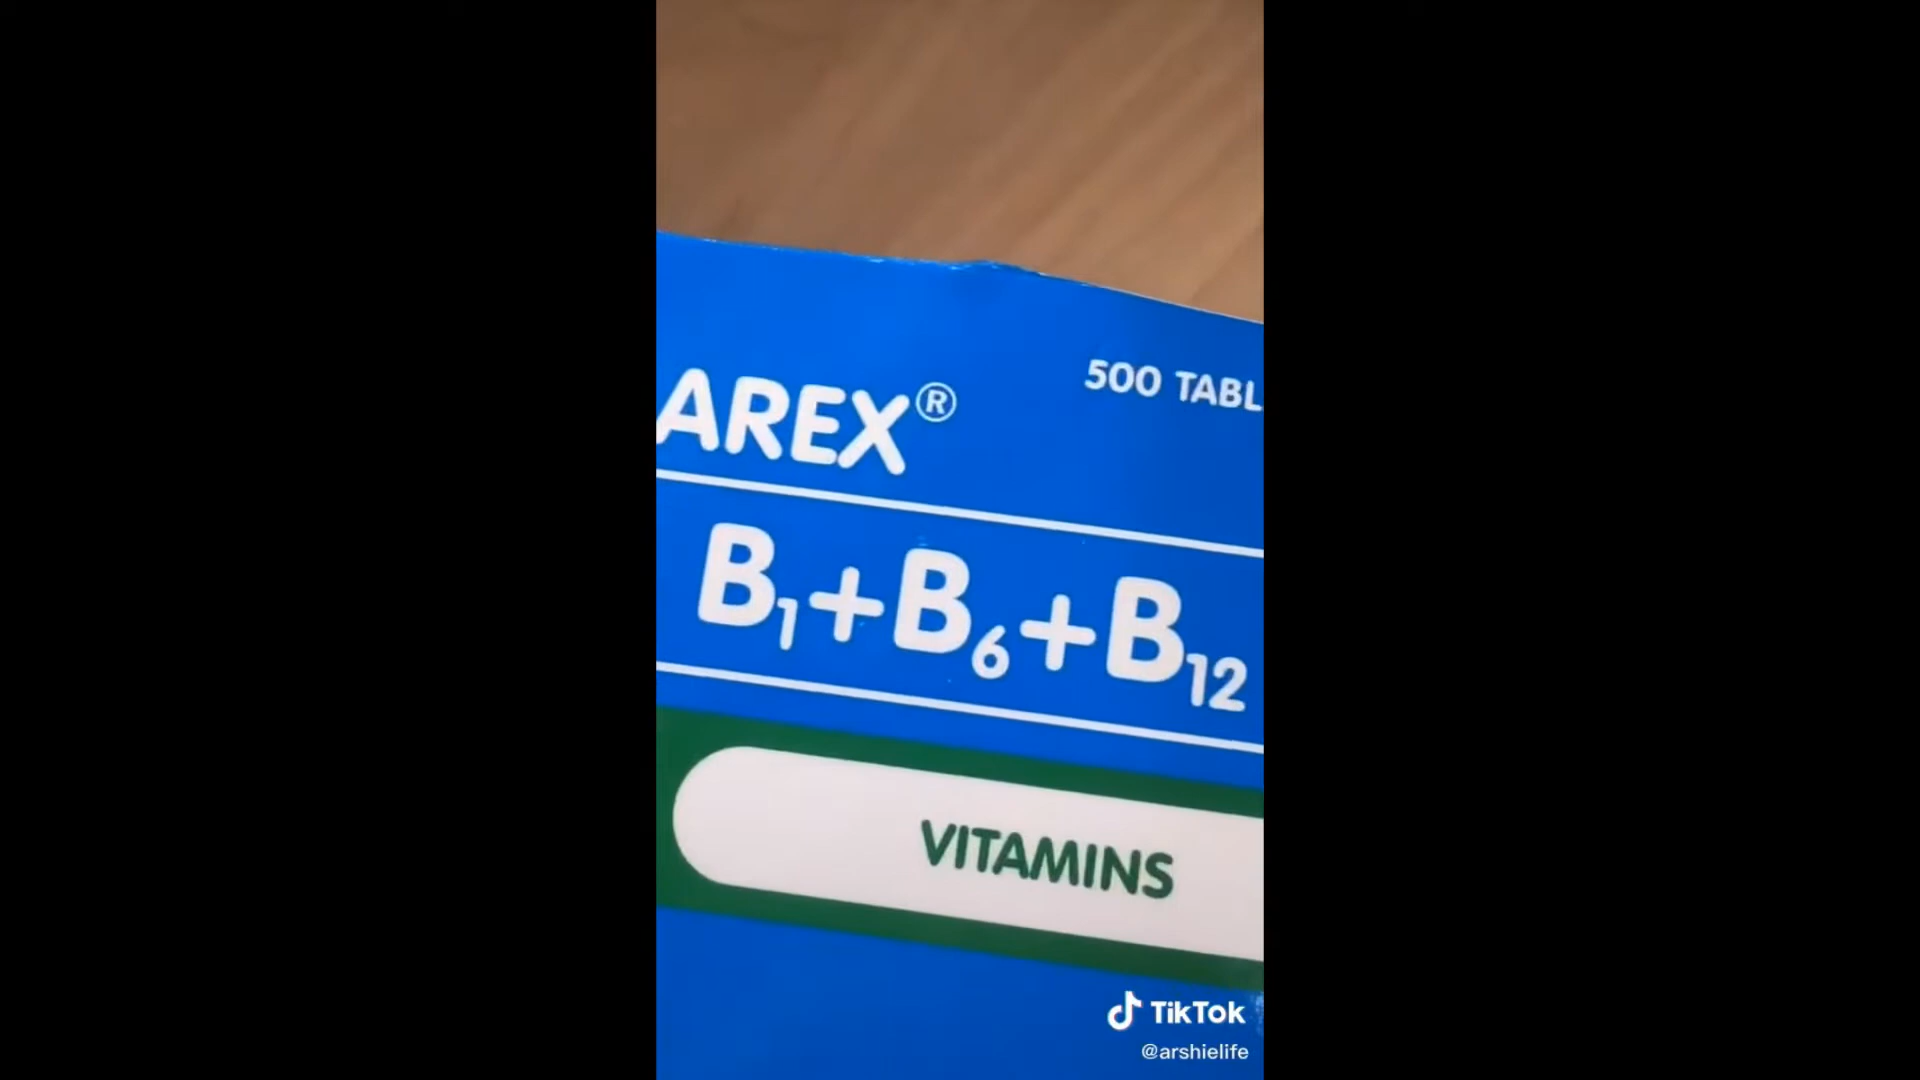 AREX®
500 TABL
B₁+B₆+B₁₂
VITAMINS
TikTok
@arshielife